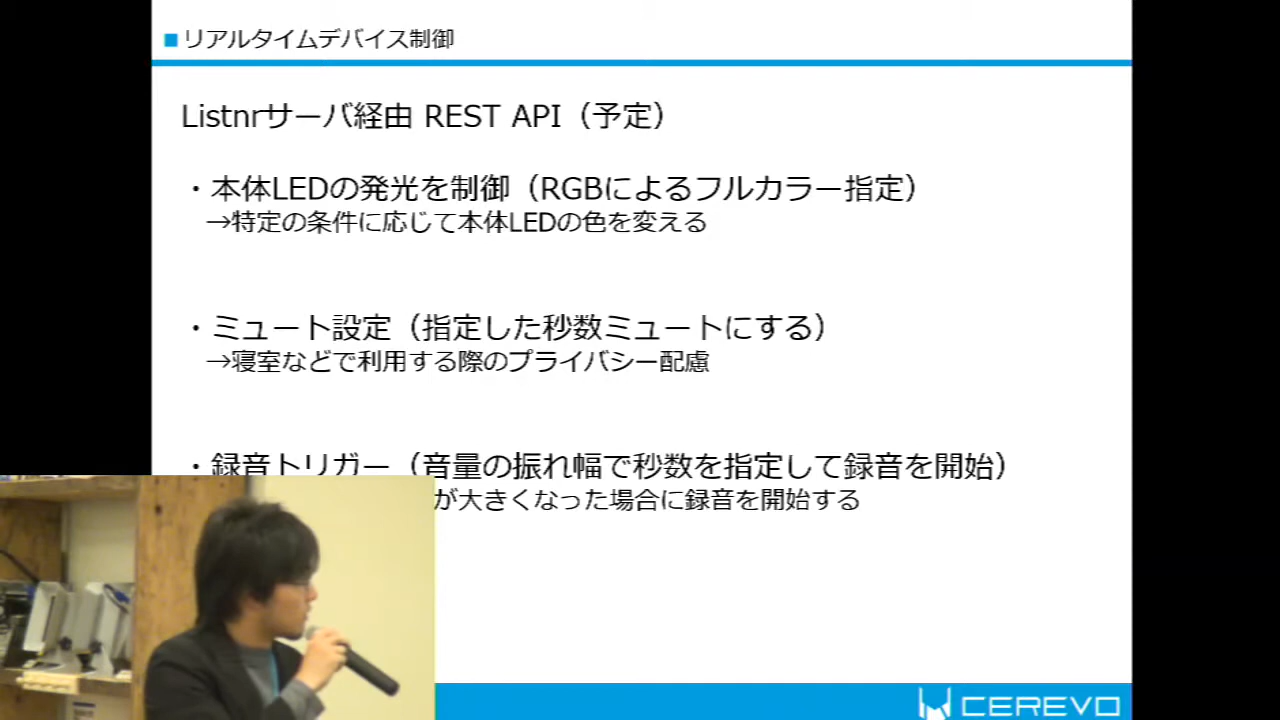 リアルタイムデバイス制御
Listnrサーバ経由 REST API（予定）
・本体LEDの発光を制御（RGBによるフルカラー指定）
→特定の条件に応じて本体LEDの色を変える
・ミュート設定（指定した秒数ミュートにする）
→寝室などで利用する際のプライバシー配慮
・録音トリガー（音量の振れ幅で秒数を指定して録音を開始）
が大きくなった場合に録音を開始する
CEREVO